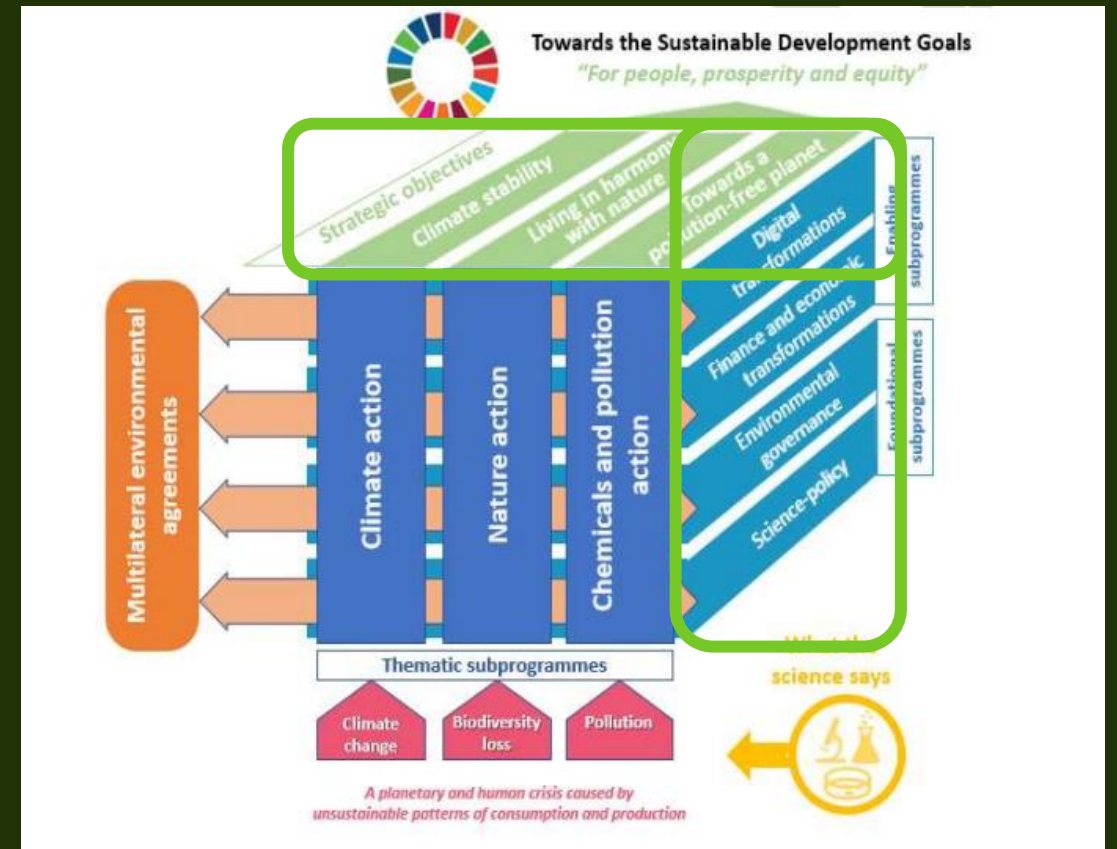 Towards the Sustainable Development Goals
"For people, prosperity and equity"
Strategic objectives
Climate stability
Living in harmony
with nature
Towards a
pollution-free planet
Digital
transformations
Finance and economic
transformations
Environmental
governance
Science-policy
Enabling
subprogrammes
Foundational
subprogrammes
Multilateral environmental
agreements
Climate action
Nature action
Chemicals and pollution
action
Thematic subprogrammes
Climate
change
Biodiversity
loss
Pollution
What the
science says
A planetary and human crisis caused by
unsustainable patterns of consumption and production